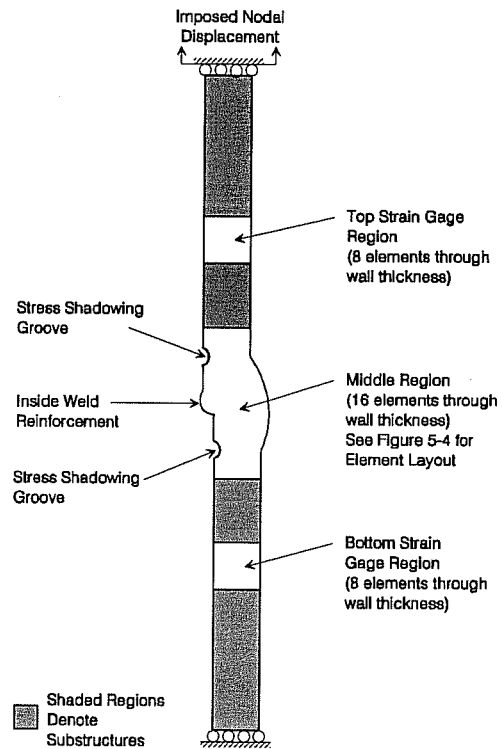 Imposed Nodal
Displacement
Top Strain Gage
Region
(8 elements through
wall thickness)
Stress Shadowing
Groove
Inside Weld
Reinforcement
Middle Region
(16 elements through
wall thickness)
See Figure 5-4 for
Element Layout
Stress Shadowing
Groove
Bottom Strain
Gage Region
(8 elements through
wall thickness)
Shaded Regions
Denote
Substructures